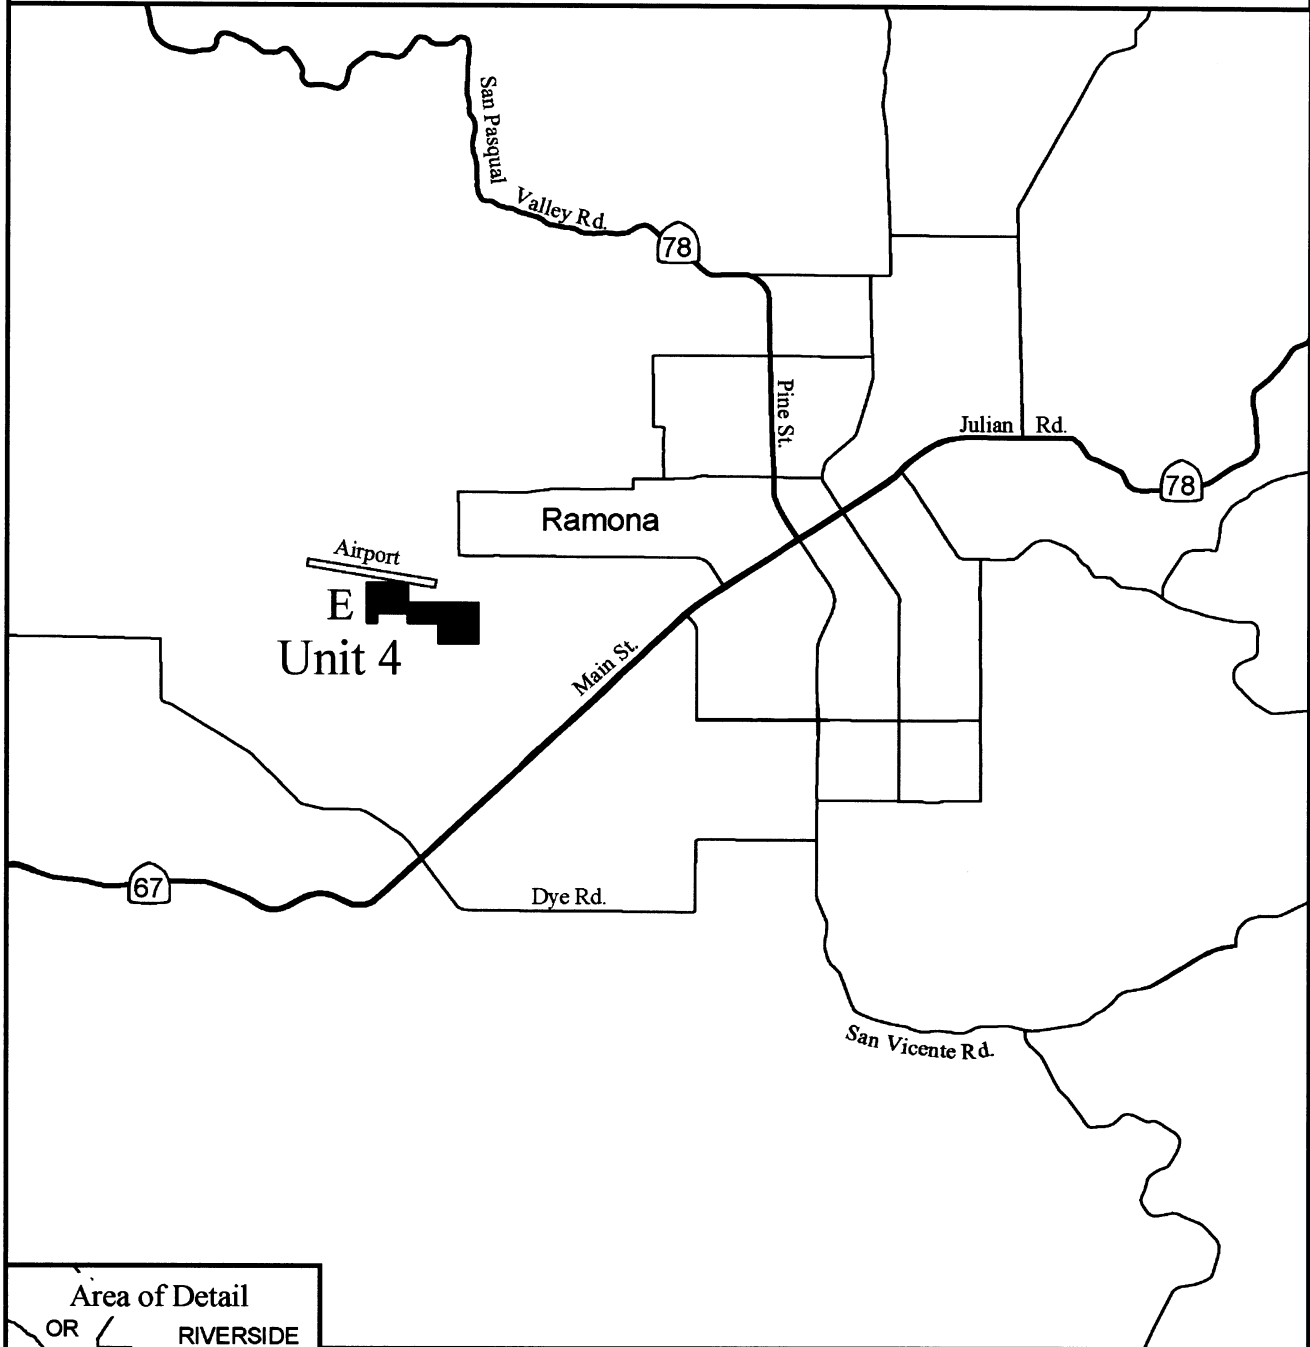 San Pasqual
Valley Rd.
78
Pine St.
Julian Rd.
78
Ramona
Airport
E
Unit 4
Main St.
67
Dye Rd.
San Vicente Rd.
Area of Detail
OR
RIVERSIDE